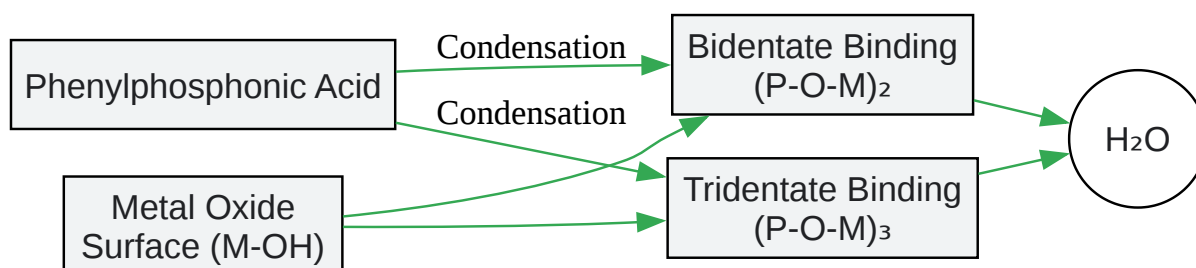 Phenylphosphonic Acid
Condensation
Condensation
Metal Oxide
Surface (M-OH)
Bidentate Binding
(P-O-M)₂
Tridentate Binding
(P-O-M)₃
H₂O